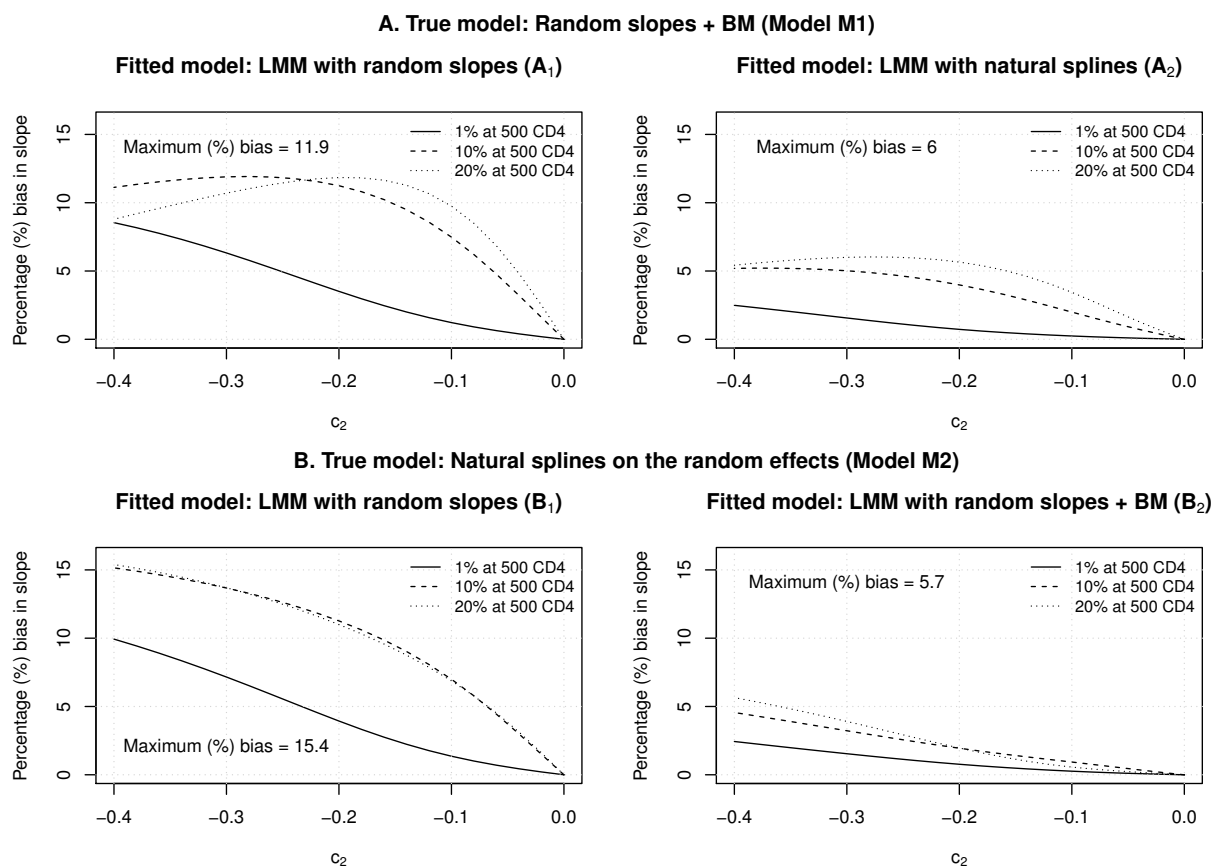 A. True model: Random slopes + BM (Model M1)
Fitted model: LMM with random slopes (A₁)
Percentage (%) bias in slope
15
10
5
0
Maximum (%) bias = 11.9
1% at 500 CD4
10% at 500 CD4
20% at 500 CD4
−0.4 −0.3 −0.2 −0.1 0.0
c₂
Fitted model: LMM with natural splines (A₂)
Percentage (%) bias in slope
15
10
5
0
Maximum (%) bias = 6
1% at 500 CD4
10% at 500 CD4
20% at 500 CD4
−0.4 −0.3 −0.2 −0.1 0.0
c₂
B. True model: Natural splines on the random effects (Model M2)
Fitted model: LMM with random slopes (B₁)
Percentage (%) bias in slope
15
10
5
0
1% at 500 CD4
10% at 500 CD4
20% at 500 CD4
Maximum (%) bias = 15.4
−0.4 −0.3 −0.2 −0.1 0.0
c₂
Fitted model: LMM with random slopes + BM (B₂)
Percentage (%) bias in slope
15
10
5
0
Maximum (%) bias = 5.7
1% at 500 CD4
10% at 500 CD4
20% at 500 CD4
−0.4 −0.3 −0.2 −0.1 0.0
c₂